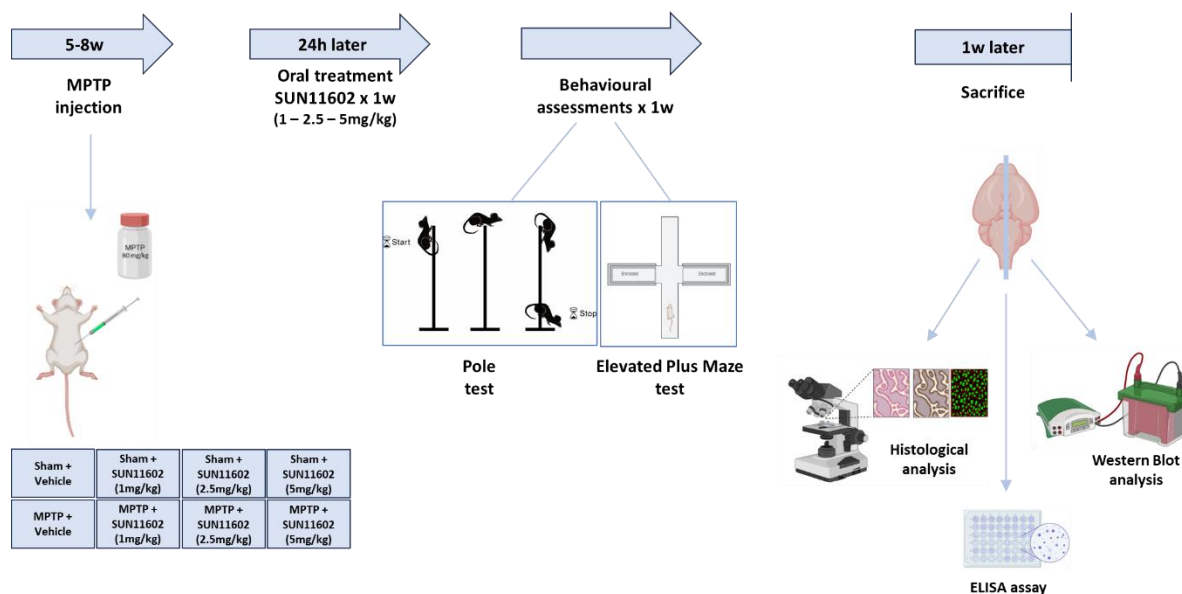 5-8w
MPTP
injection
24h later
Oral treatment
SUN11602 x 1w
(1 – 2.5 – 5mg/kg)
Behavioural
assessments x 1w
1w later
Sacrifice
MPTP
80mg/kg
Start
Stop
Pole
test
Enclosed
Enclosed
Elevated Plus Maze
test
Histological
analysis
Western Blot
analysis
ELISA assay
Sham +
Vehicle
Sham +
SUN11602
(1mg/kg)
Sham +
SUN11602
(2.5mg/kg)
Sham +
SUN11602
(5mg/kg)
MPTP +
Vehicle
MPTP +
SUN11602
(1mg/kg)
MPTP +
SUN11602
(2.5mg/kg)
MPTP +
SUN11602
(5mg/kg)